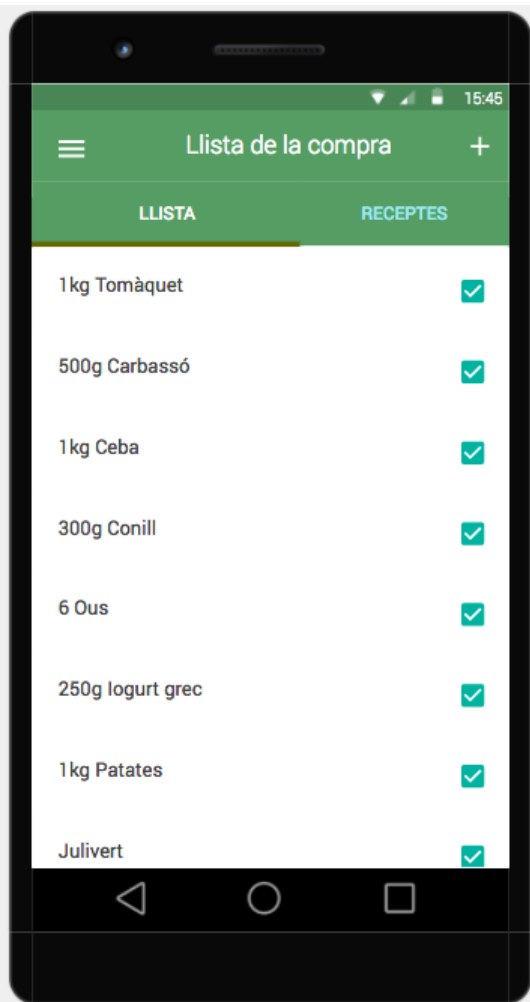 15:45
Llista de la compra
LLISTA RECEPTES
1kg Tomàquet
500g Carbassó
1kg Ceba
300g Conill
6 Ous
250g Iogurt grec
1kg Patates
Julivert